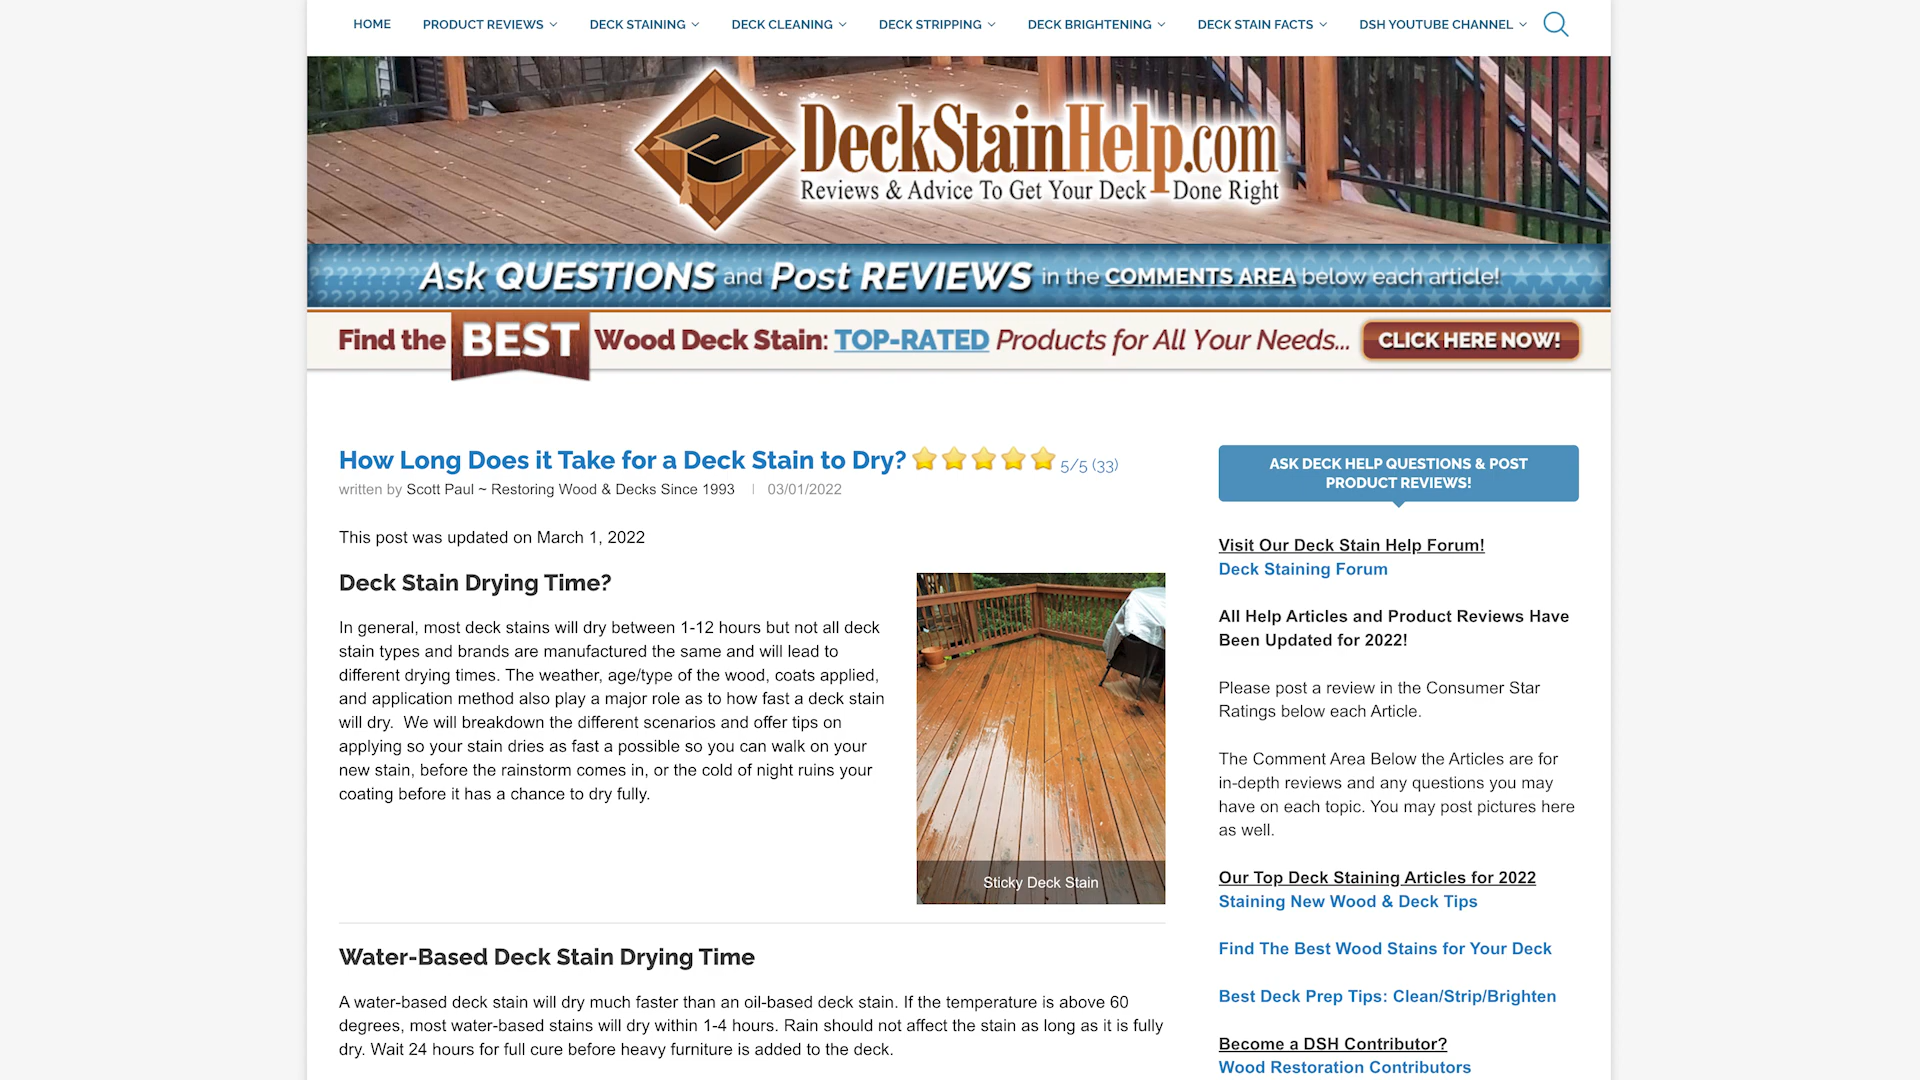 HOME PRODUCT REVIEWS DECK STAINING DECK CLEANING DECK STRIPPING DECK BRIGHTENING DECK STAIN FACTS DSH YOUTUBE CHANNEL
DeckStainHelp.com
Reviews & Advice To Get Your Deck Done Right
????????Ask QUESTIONS and Post REVIEWS in the COMMENTS AREA below each article!
Find the BEST Wood Deck Stain: TOP-RATED Products for All Your Needs... CLICK HERE NOW!
How Long Does it Take for a Deck Stain to Dry? 5/5 (33)
written by Scott Paul ~ Restoring Wood & Decks Since 1993 | 03/01/2022
This post was updated on March 1, 2022
Deck Stain Drying Time?
In general, most deck stains will dry between 1-12 hours but not all deck
stain types and brands are manufactured the same and will lead to
different drying times. The weather, age/type of the wood, coats applied,
and application method also play a major role as to how fast a deck stain
will dry.  We will breakdown the different scenarios and offer tips on
applying so your stain dries as fast a possible so you can walk on your
new stain, before the rainstorm comes in, or the cold of night ruins your
coating before it has a chance to dry fully.
Sticky Deck Stain
Water-Based Deck Stain Drying Time
A water-based deck stain will dry much faster than an oil-based deck stain. If the temperature is above 60
degrees, most water-based stains will dry within 1-4 hours. Rain should not affect the stain as long as it is fully
dry. Wait 24 hours for full cure before heavy furniture is added to the deck.
ASK DECK HELP QUESTIONS & POST
PRODUCT REVIEWS!
Visit Our Deck Stain Help Forum!
Deck Staining Forum
All Help Articles and Product Reviews Have
Been Updated for 2022!
Please post a review in the Consumer Star
Ratings below each Article.
The Comment Area Below the Articles are for
in-depth reviews and any questions you may
have on each topic. You may post pictures here
as well.
Our Top Deck Staining Articles for 2022
Staining New Wood & Deck Tips
Find The Best Wood Stains for Your Deck
Best Deck Prep Tips: Clean/Strip/Brighten
Become a DSH Contributor?
Wood Restoration Contributors